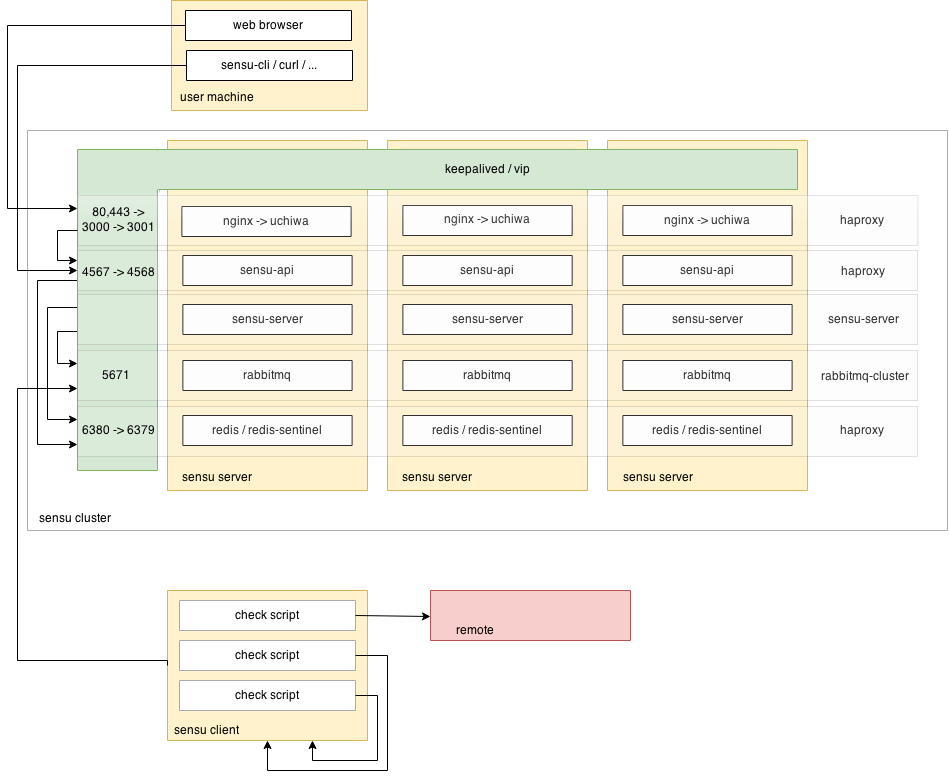 web browser
sensu-cli / curl / ...
user machine
keepalived / vip
80,443 ->
3000 -> 3001
nginx -> uchiwa
nginx -> uchiwa
nginx -> uchiwa
haproxy
4567 -> 4568
sensu-api
sensu-api
sensu-api
haproxy
sensu-server
sensu-server
sensu-server
sensu-server
5671
rabbitmq
rabbitmq
rabbitmq
rabbitmq-cluster
6380 -> 6379
redis / redis-sentinel
redis / redis-sentinel
redis / redis-sentinel
haproxy
sensu server
sensu server
sensu server
sensu cluster
check script
remote
check script
check script
sensu client